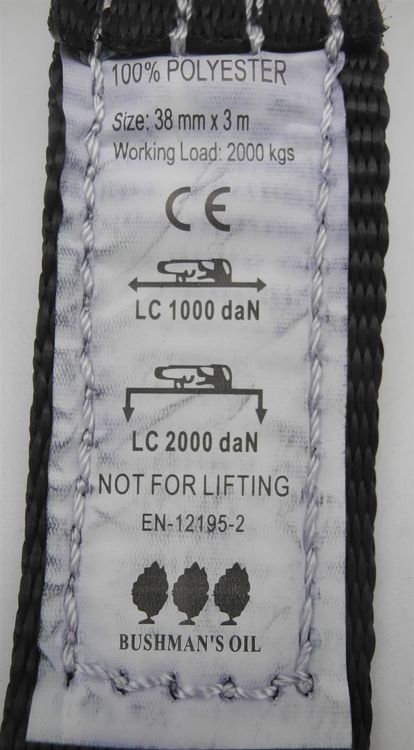 100% POLYESTER
Size: 38 mm x 3 m
Working Load: 2000 kgs
CE
LC 1000 daN
LC 2000 daN
NOT FOR LIFTING
EN-12195-2
BUSHMAN'S OIL